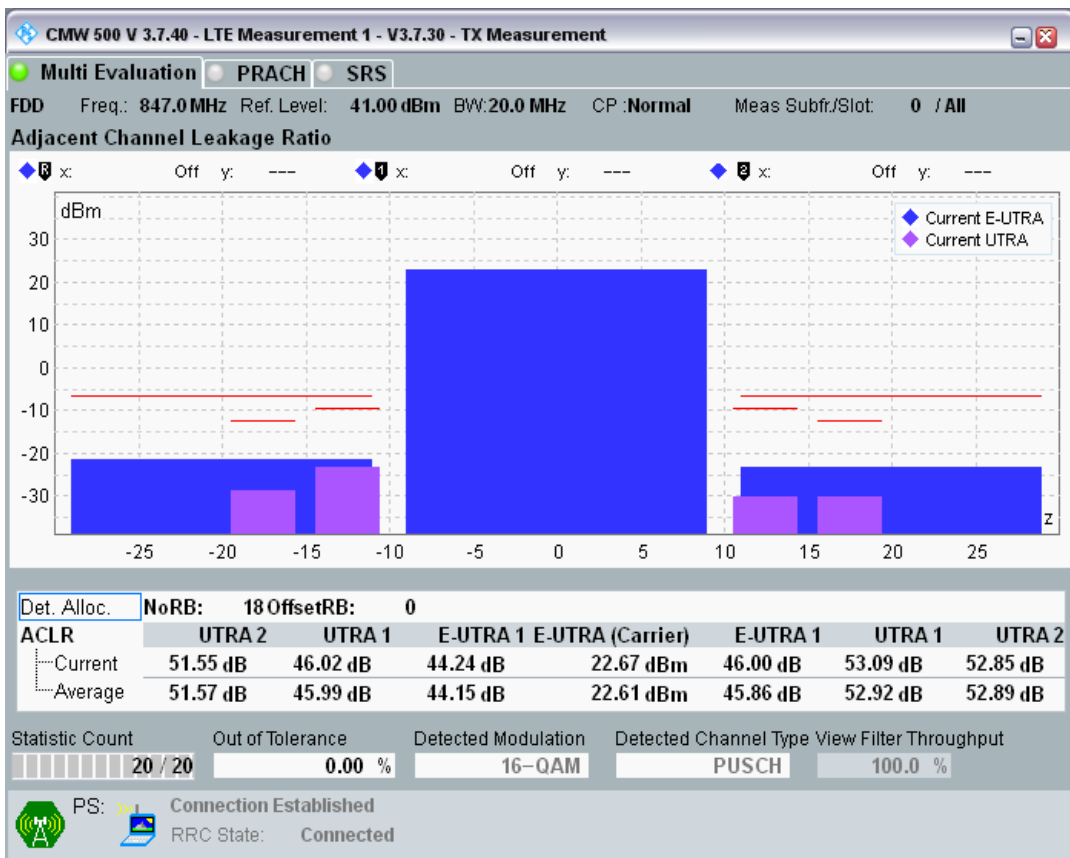 CMW 500 V 3.7.40 - LTE Measurement 1 - V3.7.30 - TX Measurement
Multi Evaluation PRACH SRS
FDD Freq.: 847.0 MHz Ref. Level: 41.00 dBm BW:20.0 MHz CP :Normal Meas Subfr./Slot: 0 / All
Adjacent Channel Leakage Ratio
R x: Off y: --- 1 x: Off y: --- 2 x: Off y: ---
dBm
Current E-UTRA
Current UTRA
30
20
10
0
-10
-20
-30
z
-25 -20 -15 -10 -5 0 5 10 15 20 25
Det. Alloc. NoRB: 18 OffsetRB: 0
ACLR UTRA 2 UTRA 1 E-UTRA 1 E-UTRA (Carrier) E-UTRA 1 UTRA 1 UTRA 2
Current 51.55 dB 46.02 dB 44.24 dB 22.67 dBm 46.00 dB 53.09 dB 52.85 dB
Average 51.57 dB 45.99 dB 44.15 dB 22.61 dBm 45.86 dB 52.92 dB 52.89 dB
Statistic Count Out of Tolerance Detected Modulation Detected Channel Type View Filter Throughput
20 / 20 0.00 % 16-QAM PUSCH 100.0 %
PS: Connection Established
RRC State: Connected